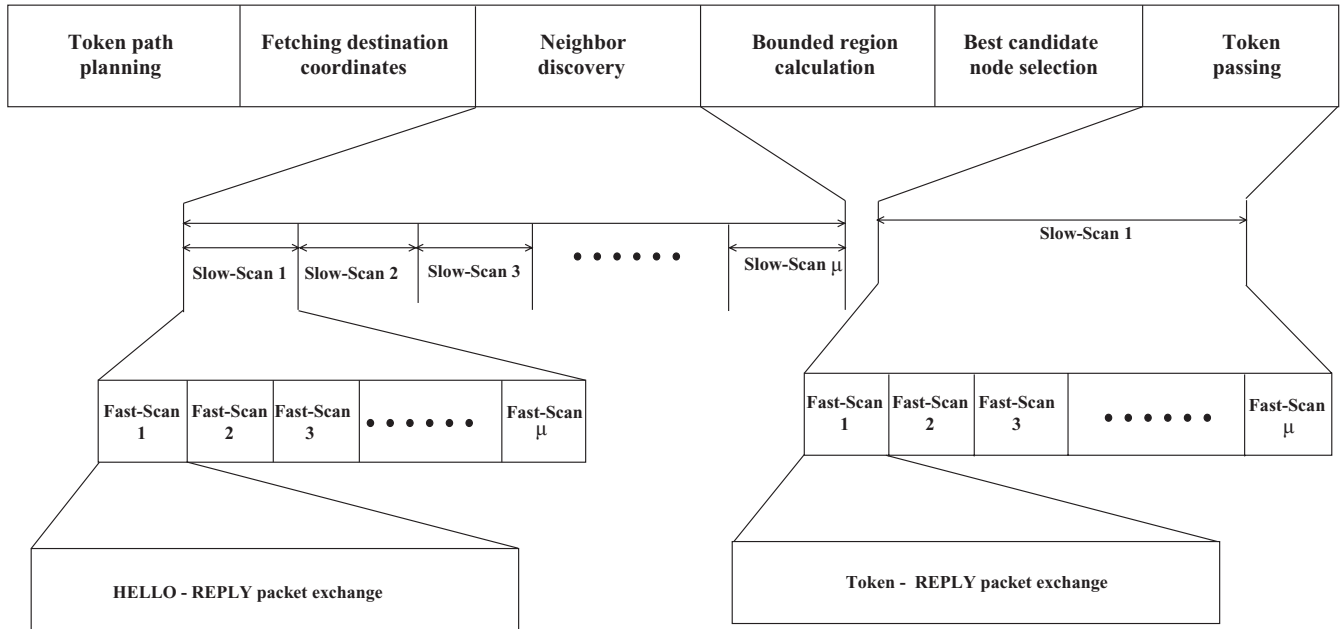 Token path
planning
Fetching destination
coordinates
Neighbor
discovery
Bounded region
calculation
Best candidate
node selection
Token
passing
Slow-Scan 1
Slow-Scan 2
Slow-Scan 3
Slow-Scan μ
Slow-Scan 1
Fast-Scan
1
Fast-Scan
2
Fast-Scan
3
Fast-Scan
μ
Fast-Scan
1
Fast-Scan
2
Fast-Scan
3
Fast-Scan
μ
HELLO - REPLY packet exchange
Token - REPLY packet exchange